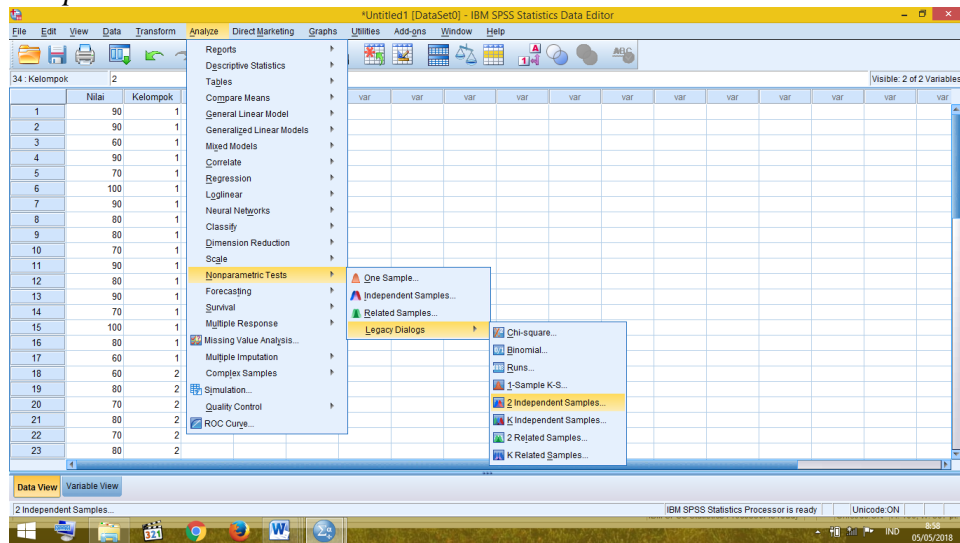 *Untitled1 [DataSet0] - IBM SPSS Statistics Data Editor
File Edit View Data Transform Analyze Direct Marketing Graphs Utilities Add-ons Window Help
34 : Kelompok 2 Visible: 2 of 2 Variables
Nilai Kelompok var var var var var var var var var var var var
1 90 1
2 90 1
3 60 1
4 90 1
5 70 1
6 100 1
7 90 1
8 80 1
9 80 1
10 70 1
11 90 1
12 80 1
13 90 1
14 70 1
15 100 1
16 80 1
17 60 1
18 60 2
19 80 2
20 70 2
21 80 2
22 70 2
23 80 2
Reports
Descriptive Statistics
Tables
Compare Means
General Linear Model
Generalized Linear Models
Mixed Models
Correlate
Regression
Loglinear
Neural Networks
Classify
Dimension Reduction
Scale
Nonparametric Tests
Forecasting
Survival
Multiple Response
Missing Value Analysis...
Multiple Imputation
Complex Samples
Simulation...
Quality Control
ROC Curve...
One Sample...
Independent Samples...
Related Samples...
Legacy Dialogs
Chi-square...
Binomial...
Runs...
1-Sample K-S...
2 Independent Samples...
K Independent Samples...
2 Related Samples...
K Related Samples...
Data View Variable View
2 Independent Samples... IBM SPSS Statistics Processor is ready Unicode:ON
IND 8:58
05/05/2018